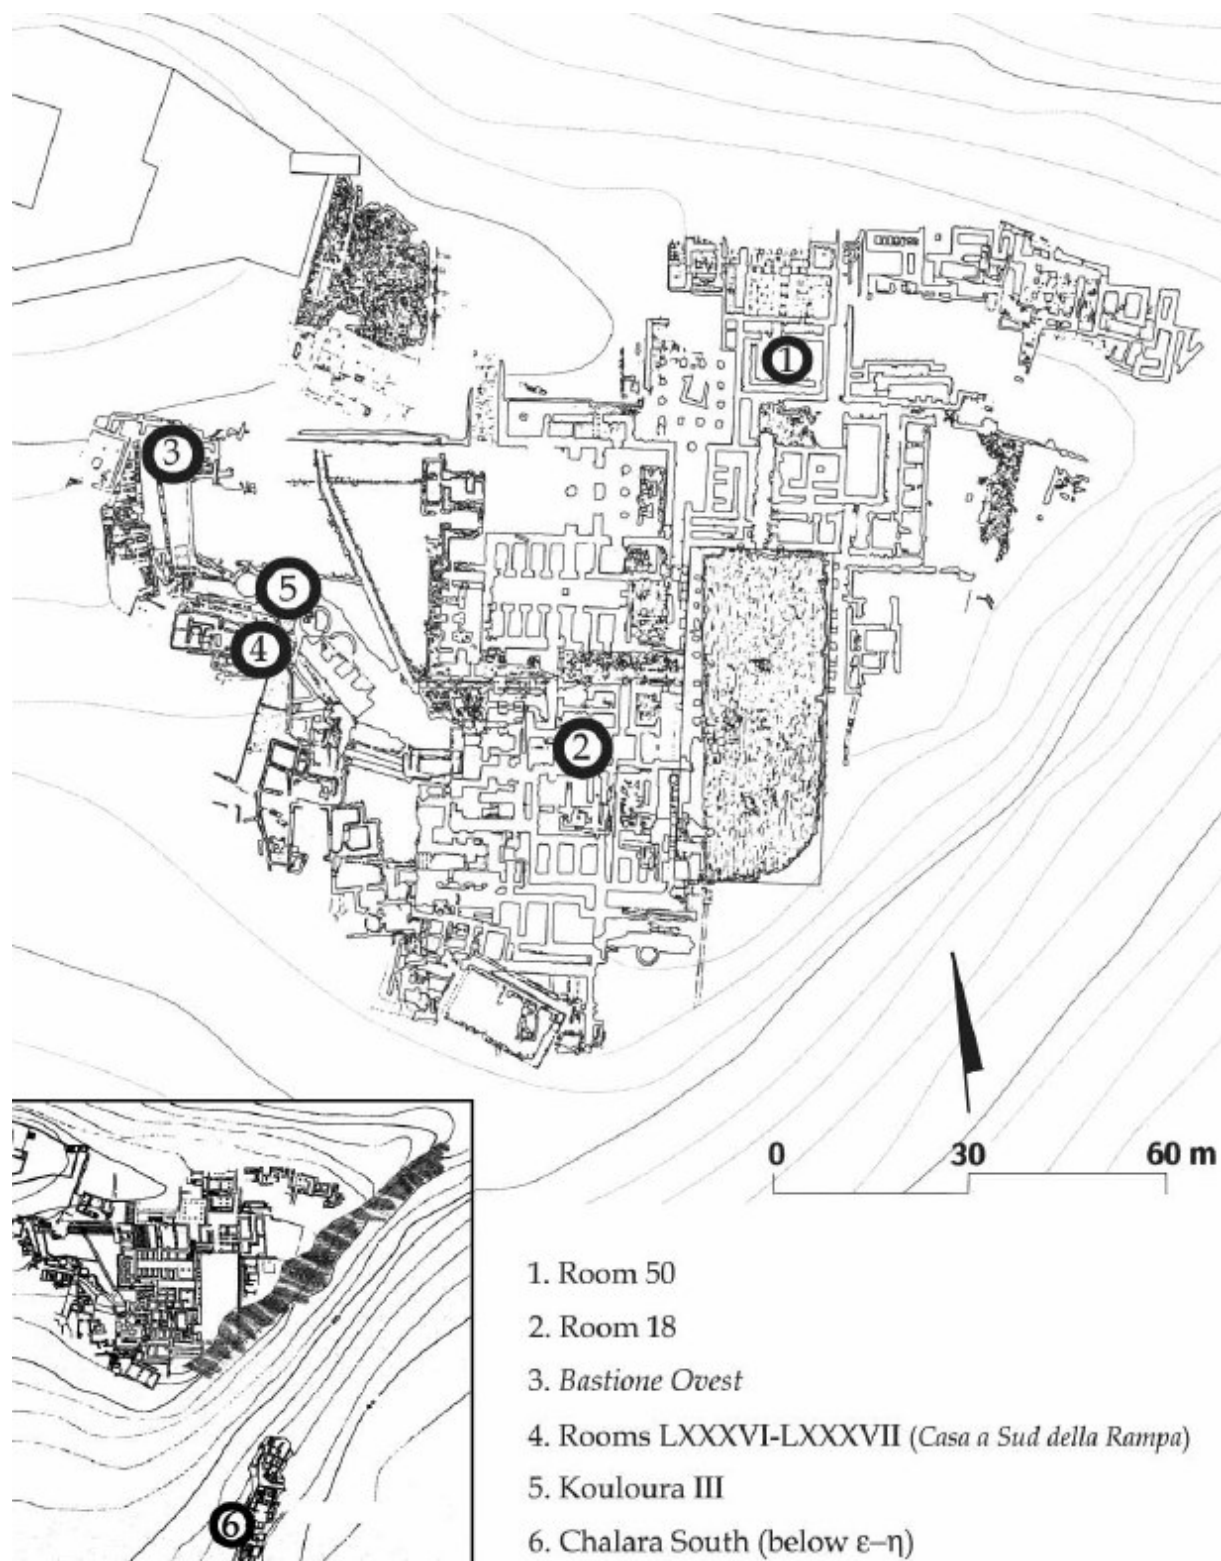 1
3
5
4
2
0 30 60 m
1. Room 50
2. Room 18
3. Bastione Ovest
4. Rooms LXXXVI-LXXXVII (Casa a Sud della Rampa)
5. Kouloura III
6. Chalara South (below ε–η)
6